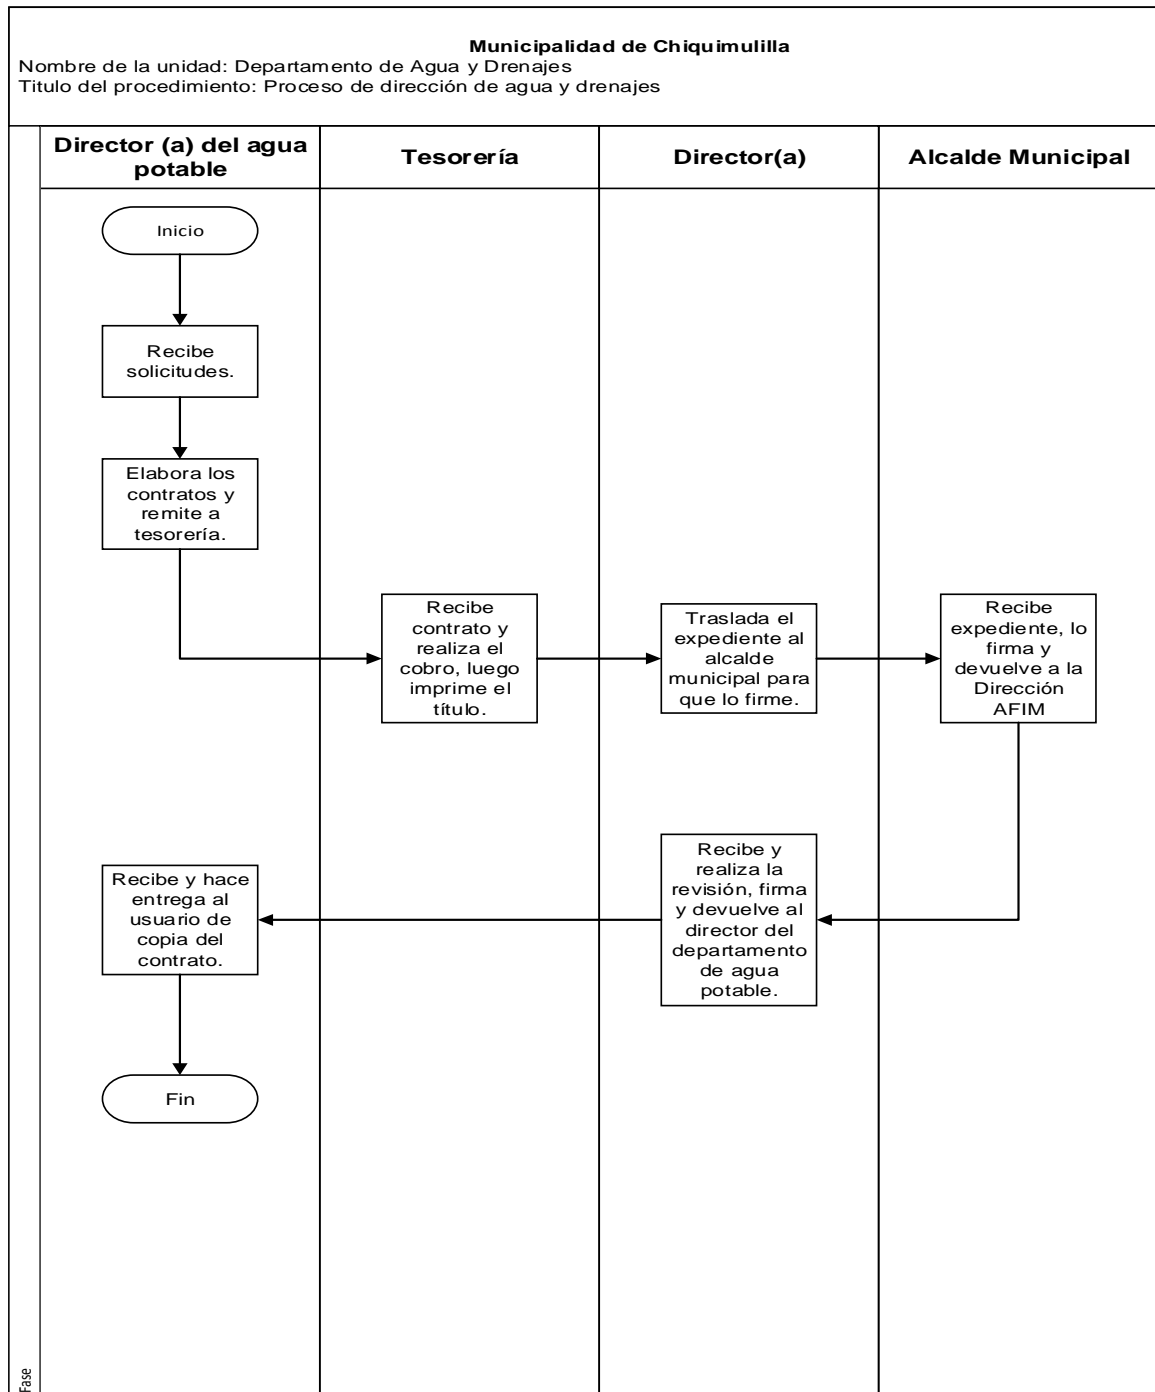 Municipalidad de Chiquimulilla
Nombre de la unidad: Departamento de Agua y Drenajes
Titulo del procedimiento: Proceso de dirección de agua y drenajes
Director (a) del agua
potable
Tesorería
Director(a)
Alcalde Municipal
Inicio
Recibe
solicitudes.
Elabora los
contratos y
remite a
tesorería.
Recibe
contrato y
realiza el
cobro, luego
imprime el
título.
Traslada el
expediente al
alcalde
municipal para
que lo firme.
Recibe
expediente, lo
firma y
devuelve a la
Dirección
AFIM
Recibe y
realiza la
revisión, firma
y devuelve al
director del
departamento
de agua
potable.
Recibe y hace
entrega al
usuario de
copia del
contrato.
Fin
Fase